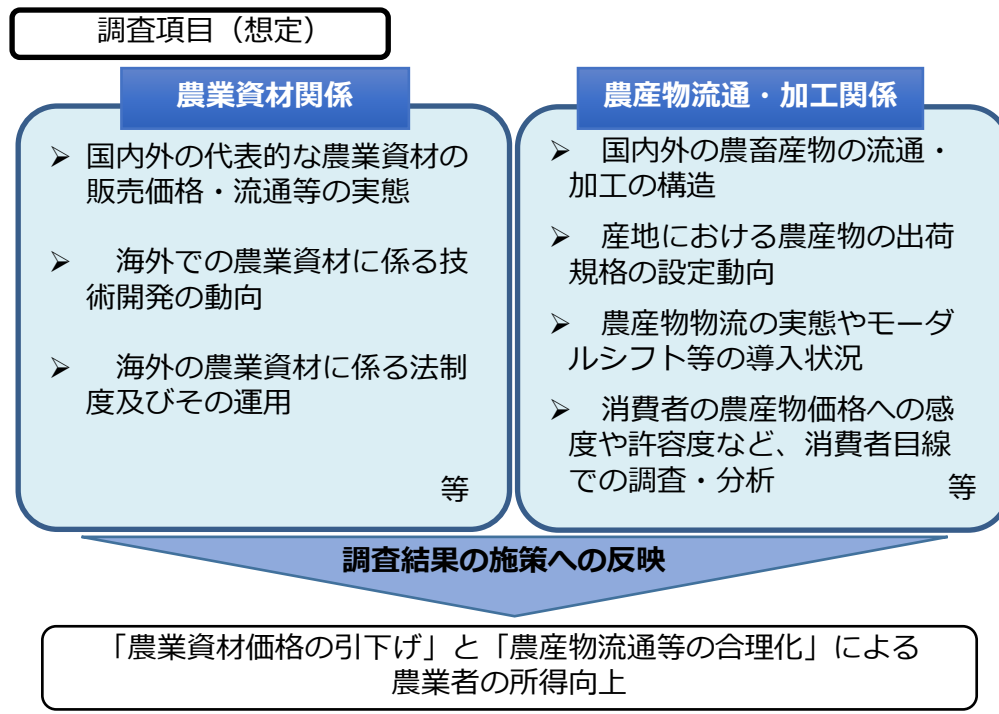 調査項目（想定）
農業資材関係
➢ 国内外の代表的な農業資材の
販売価格・流通等の実態
➢ 海外での農業資材に係る技
術開発の動向
➢ 海外の農業資材に係る法制
度及びその運用
等
農産物流通・加工関係
➢ 国内外の農畜産物の流通・
加工の構造
➢ 産地における農産物の出荷
規格の設定動向
➢ 農産物物流の実態やモーダ
ルシフト等の導入状況
➢ 消費者の農産物価格への感
度や許容度など、消費者目線
での調査・分析
等
調査結果の施策への反映
「農業資材価格の引下げ」と「農産物流通等の合理化」による
農業者の所得向上